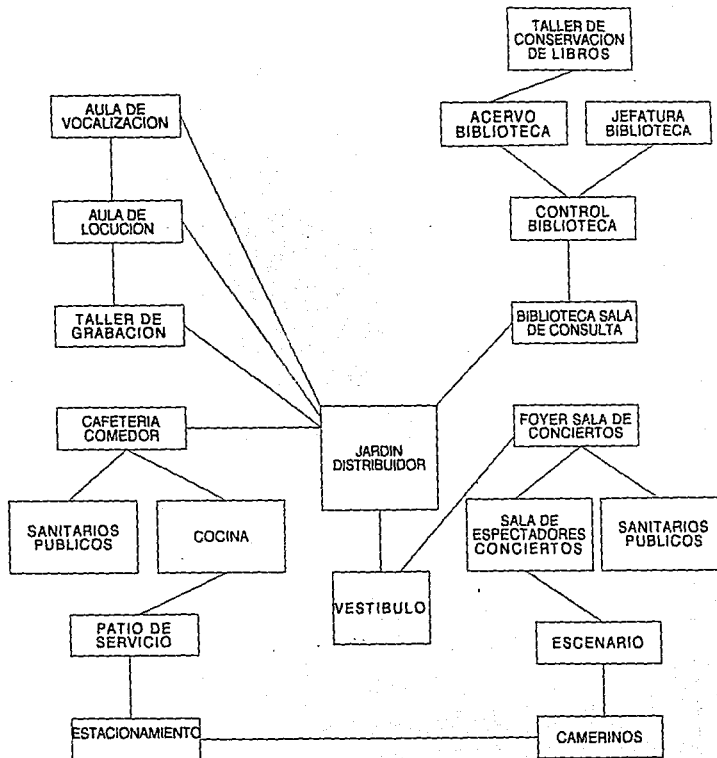 TALLER DE
CONSERVACION
DE LIBROS
AULA DE
VOCALIZACION
ACERVO
BIBLIOTECA
JEFATURA
BIBLIOTECA
AULA DE
LOCUCION
CONTROL
BIBLIOTECA
TALLER DE
GRABACION
BIBLIOTECA SALA
DE CONSULTA
CAFETERIA
COMEDOR
JARDIN
DISTRIBUIDOR
FOYER SALA DE
CONCIERTOS
SANITARIOS
PUBLICOS
COCINA
SALA DE
ESPECTADORES
CONCIERTOS
SANITARIOS
PUBLICOS
VESTIBULO
PATIO DE
SERVICIO
ESCENARIO
ESTACIONAMIENTO
CAMERINOS